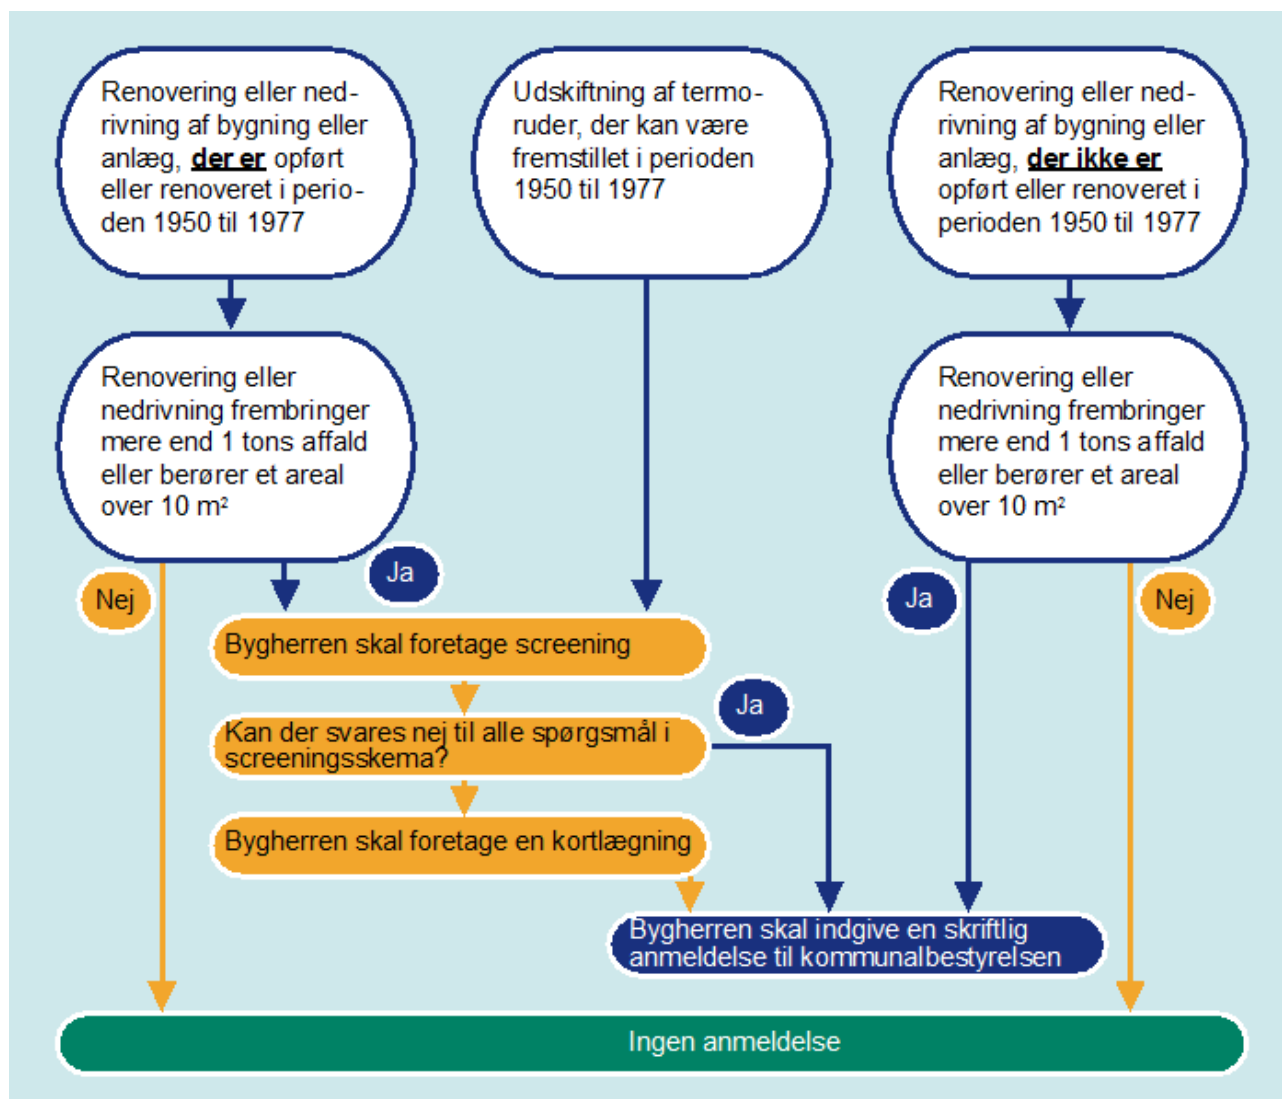 Renovering eller ned-
rivning af bygning eller
anlæg, der er opført
eller renoveret i perio-
den 1950 til 1977
Udskiftning af termo-
ruder, der kan være
fremstillet i perioden
1950 til 1977
Renovering eller ned-
rivning af bygning eller
anlæg, der ikke er
opført eller renoveret i
perioden 1950 til 1977
Renovering eller
nedrivning frembringer
mere end 1 tons affald
eller berører et areal
over 10 m²
Renovering eller
nedrivning frembringer
mere end 1 tons affald
eller berører et areal
over 10 m²
Nej
Ja
Ja
Nej
Bygherren skal foretage screening
Ja
Kan der svares nej til alle spørgsmål i
screeningsskema?
Bygherren skal foretage en kortlægning
Bygherren skal indgive en skriftlig
anmeldelse til kommunalbestyrelsen
Ingen anmeldelse